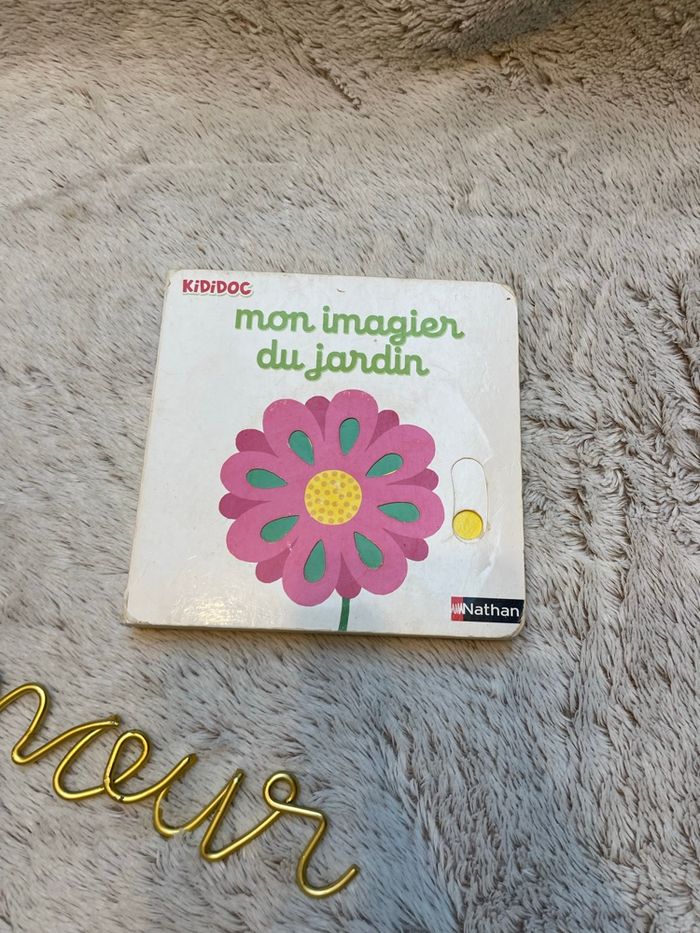 KiDiDOC
mon imagier
du jardin
Nathan